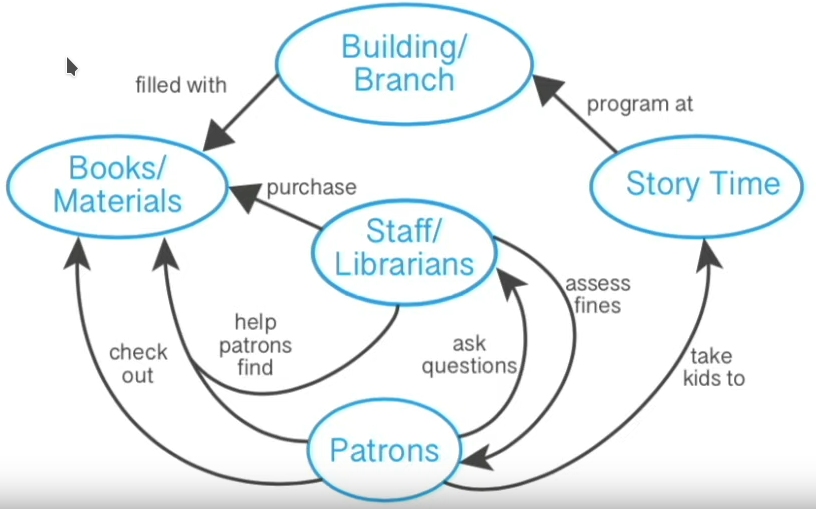 Building/
Branch
filled with
program at
Books/
Materials
purchase
Story Time
Staff/
Librarians
assess
fines
help
patrons
find
ask
questions
check
out
take
kids to
Patrons